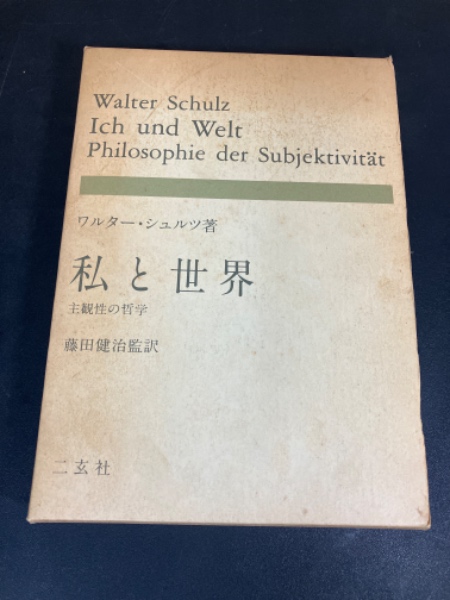 Walter Schulz
Ich und Welt
Philosophie der Subjektivität
ワルター・シュルツ著
私と世界
主観性の哲学
藤田健治監訳
二玄社